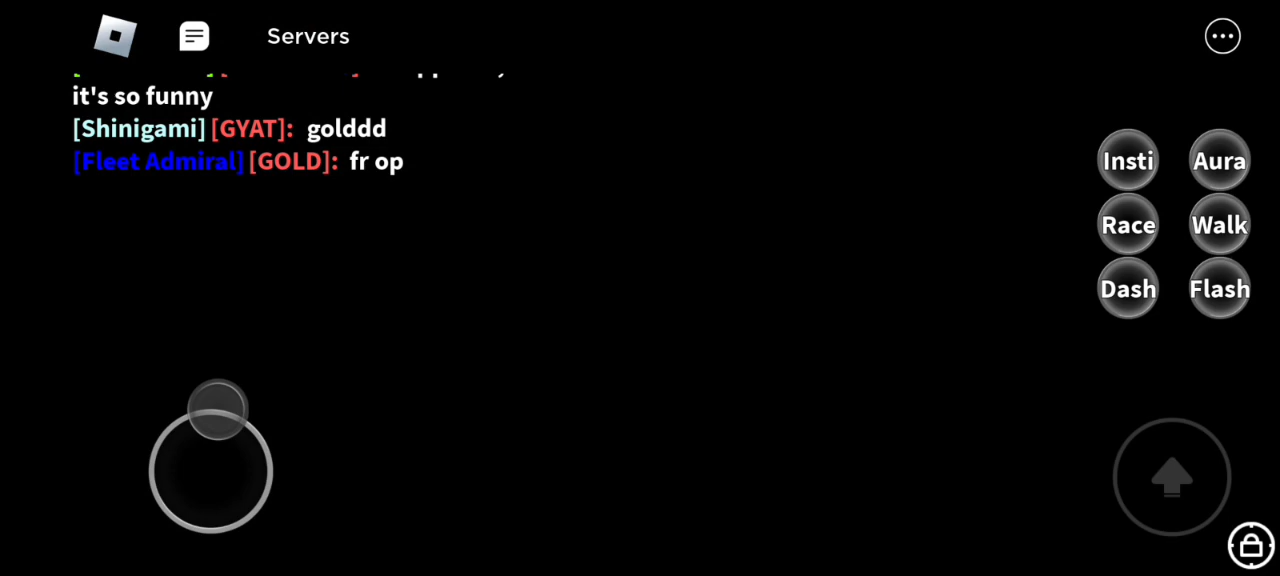 Servers
it's so funny
[Shinigami][GYAT]: golddd
[Fleet Admiral][GOLD]: fr op
Insti Aura
Race Walk
Dash Flash